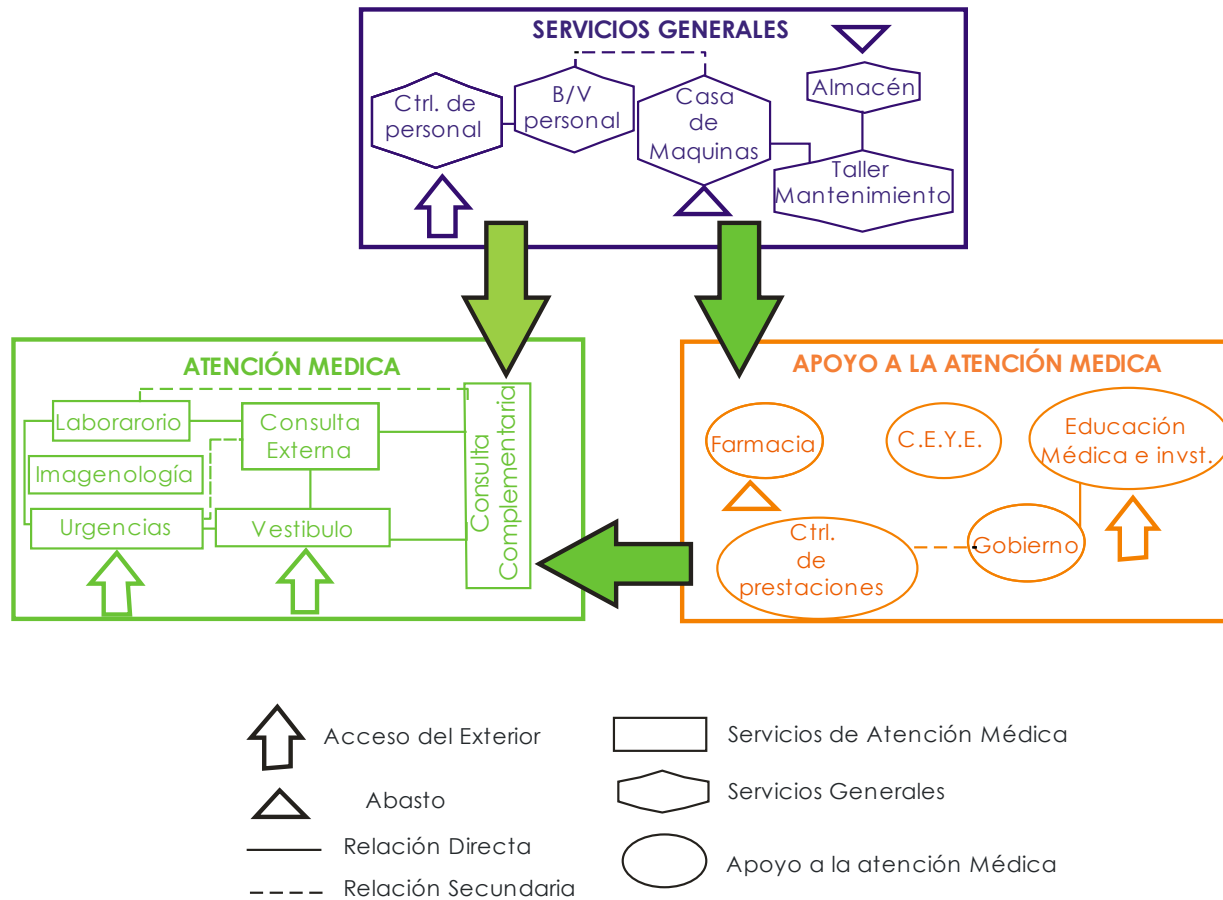 SERVICIOS GENERALES
Ctrl. de
personal
B/V
personal
Casa
de
Maquinas
Almacén
Taller
Mantenimiento
ATENCIÓN MEDICA
Laborarorio
Consulta
Externa
Imagenología
Urgencias
Vestibulo
Consulta
Complementaria
APOYO A LA ATENCIÓN MEDICA
Farmacia
C.E.Y.E.
Educación
Médica e invst.
Ctrl.
de
prestaciones
Gobierno
Acceso del Exterior
Abasto
Relación Directa
Relación Secundaria
Servicios de Atención Médica
Servicios Generales
Apoyo a la atención Médica